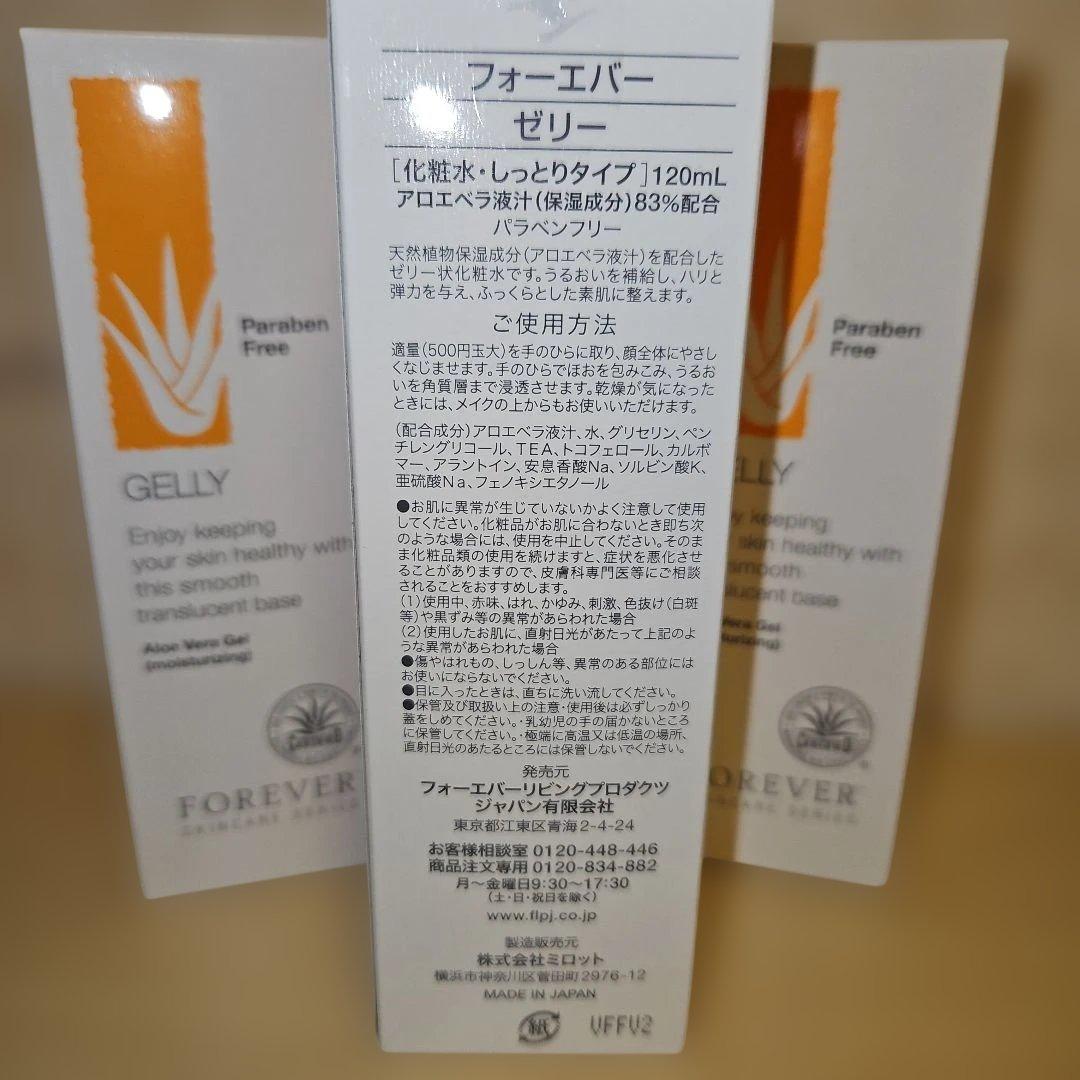 フォーエバー
ゼリー
[化粧水・しっとりタイプ]120mL
アロエベラ液汁(保湿成分)83%配合
パラベンフリー
天然植物保湿成分(アロエベラ液汁)を配合した
ゼリー状化粧水です。うるおいを補給し、ハリと
弾力を与え、ふっくらとした素肌に整えます。
ご使用方法
適量(500円玉大)を手のひらに取り、顔全体にやさし
くなじませます。手のひらでほおを包みこみ、うるお
いを角質層まで浸透させます。乾燥が気になった
ときには、メイクの上からもお使いいただけます。
(配合成分)アロエベラ液汁、水、グリセリン、ペン
チレングリコール、TEA、トコフェロール、カルボ
マー、アラントイン、安息香酸Na、ソルビン酸K、
亜硫酸Na、フェノキシエタノール
●お肌に異常が生じていないかよく注意して使用
してください。化粧品がお肌に合わないとき即ち次
のような場合には、使用を中止してください。そのま
ま化粧品類の使用を続けますと、症状を悪化させ
ることがありますので、皮膚科専門医等にご相談
されることをおすすめします。
(1)使用中、赤味、はれ、かゆみ、刺激、色抜け(白斑
等)や黒ずみ等の異常があらわれた場合
(2)使用したお肌に、直射日光があたって上記のよ
うな異常があらわれた場合
●傷やはれもの、しっしん等、異常のある部位には
お使いにならないでください。
●目に入ったときは、直ちに洗い流してください。
●保管及び取扱い上の注意・使用後は必ずしっかり
蓋をしめてください。・乳幼児の手の届かないところ
に保管してください。・極端に高温又は低温の場所、
直射日光のあたるところには保管しないでください。
発売元
フォーエバーリビングプロダクツ
ジャパン有限会社
東京都江東区青海2-4-24
お客様相談室 0120-448-446
商品注文専用 0120-834-882
月～金曜日9:30～17:30
(土・日・祝日を除く)
www.flpj.co.jp
製造販売元
株式会社ミロット
横浜市神奈川区菅田町2976-12
MADE IN JAPAN
紙
VFFV2
Paraben
Free
GELLY
Enjoy keeping
your skin healthy with
this smooth
translucent base
Aloe Vera Gel
(moisturizing)
FOREVER
SKINCARE SERIES
Paraben
Free
keeping
skin healthy with
smooth
base